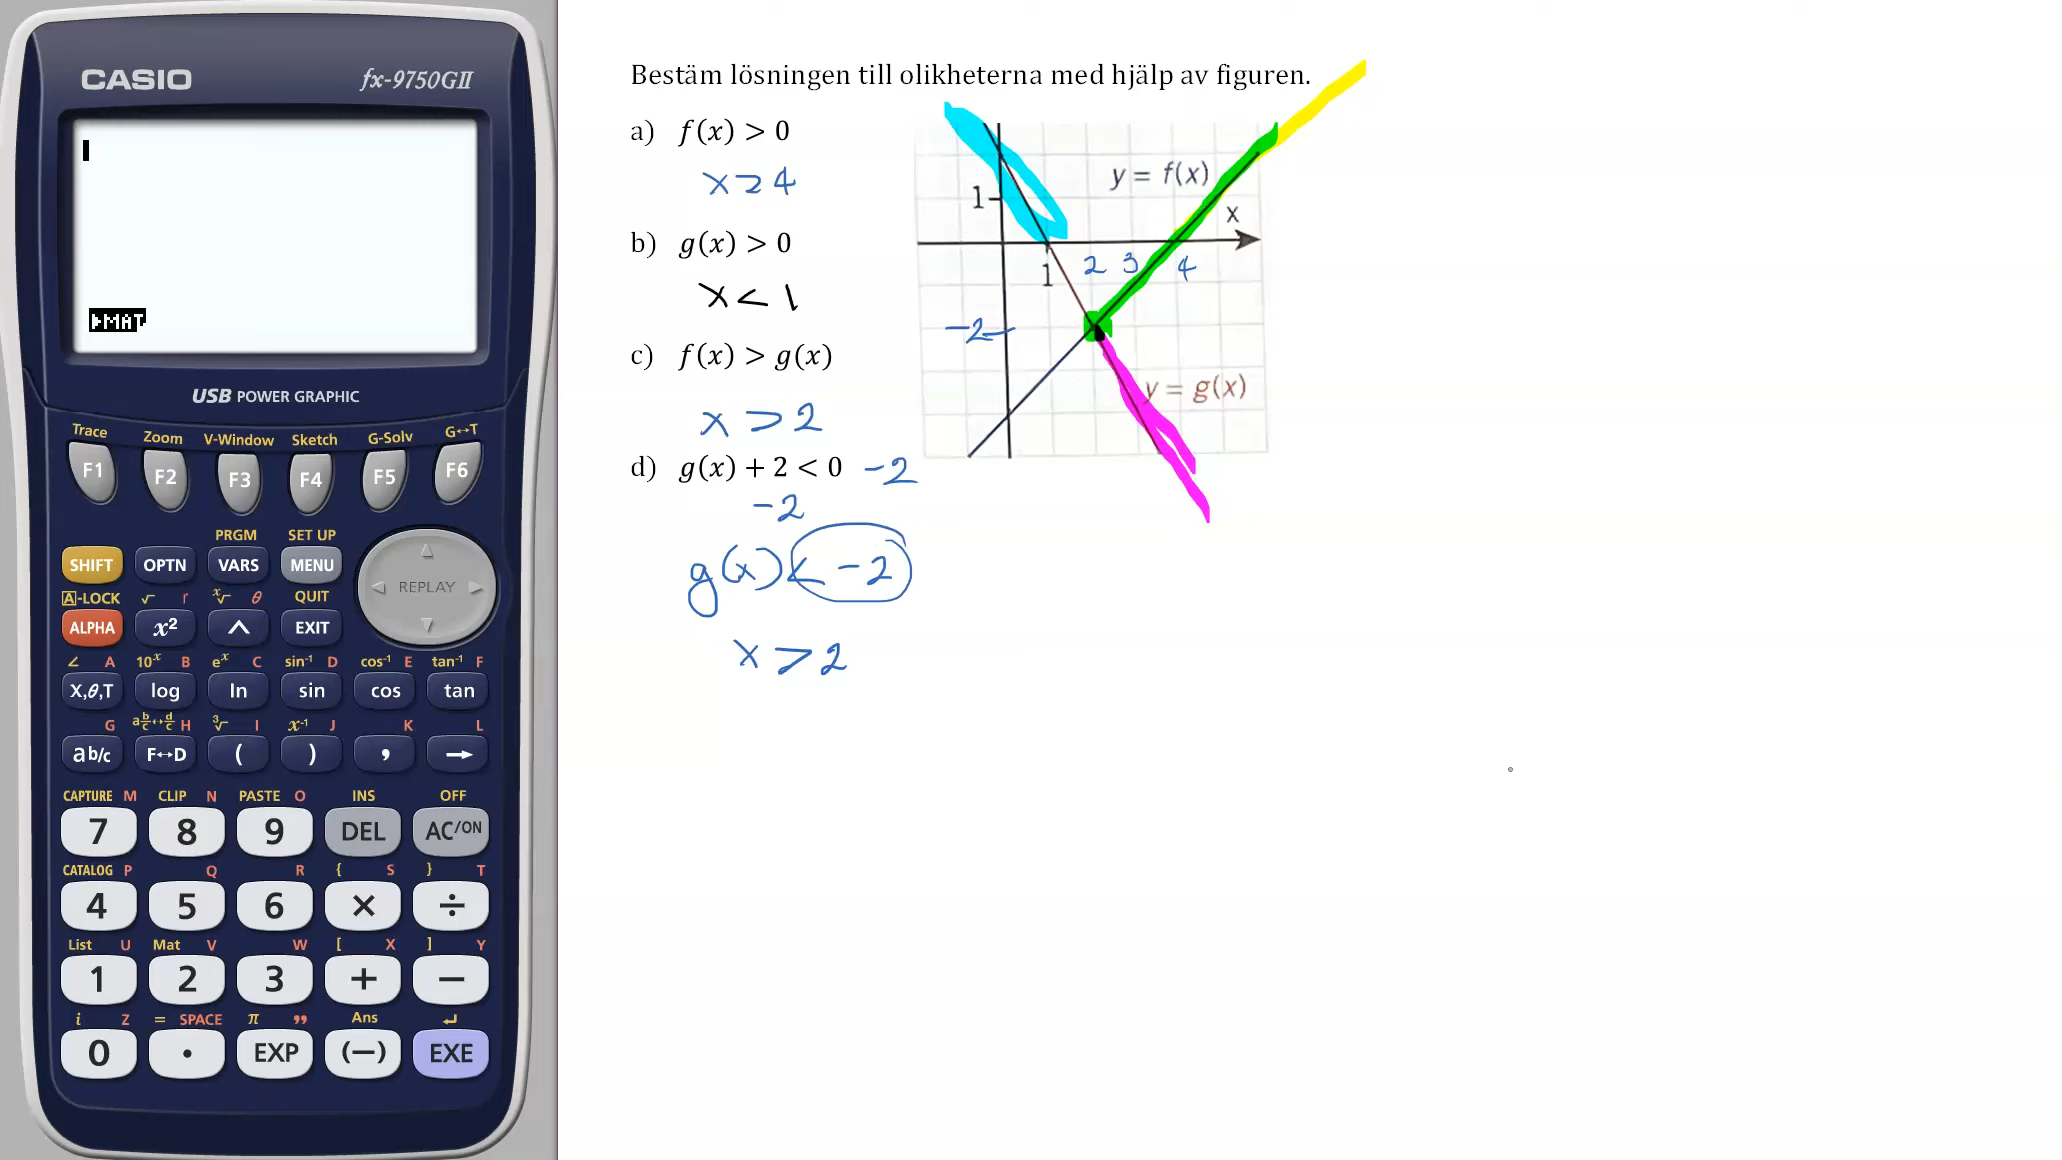 CASIO fx-9750GII
▶MAT
USB POWER GRAPHIC
Trace Zoom V-Window Sketch G-Solv G↔T
F1 F2 F3 F4 F5 F6
PRGM SET UP
SHIFT OPTN VARS MENU
REPLAY
A-LOCK √ r ˣ√ θ QUIT
ALPHA x² ^ EXIT
∠ A 10ˣ B eˣ C sin⁻¹ D cos⁻¹ E tan⁻¹ F
X,θ,T log ln sin cos tan
G a b/c↔d/c H ³√ I x⁻¹ J K L
a b/c F↔D ( ) , →
CAPTURE M CLIP N PASTE O INS OFF
7 8 9 DEL AC/ON
CATALOG P Q R { S } T
4 5 6 × ÷
List U Mat V W [ X ] Y
1 2 3 + −
i Z = SPACE π ” Ans ↵
0 • EXP (−) EXE
Bestäm lösningen till olikheterna med hjälp av figuren.
a) f(x) > 0
x > 4
b) g(x) > 0
x < 1
c) f(x) > g(x)
x > 2
d) g(x) + 2 < 0 −2
−2
g(x) < −2
x > 2
y = f(x)
1
x
1 2 3 4
−2
y = g(x)